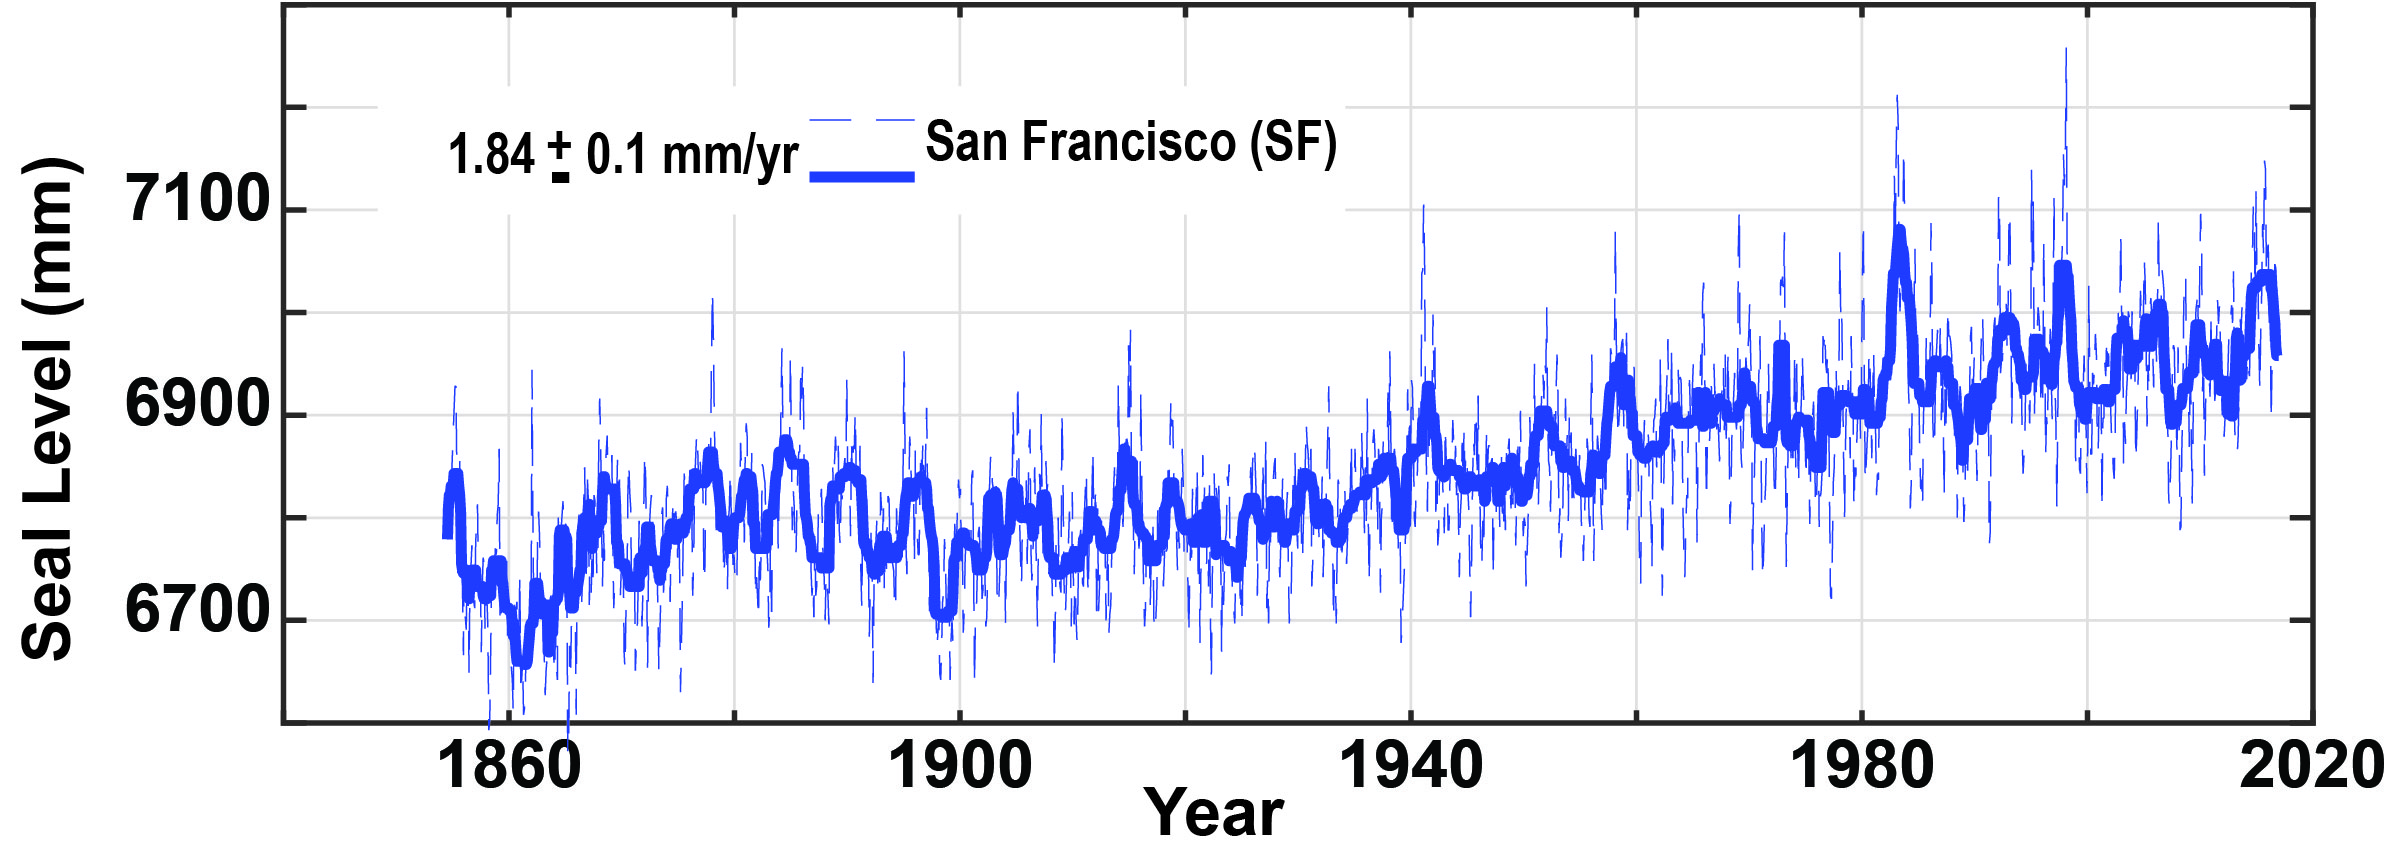 1.84 ± 0.1 mm/yr
San Francisco (SF)
Seal Level (mm)
7100
6900
6700
1860 1900 1940 1980 2020
Year